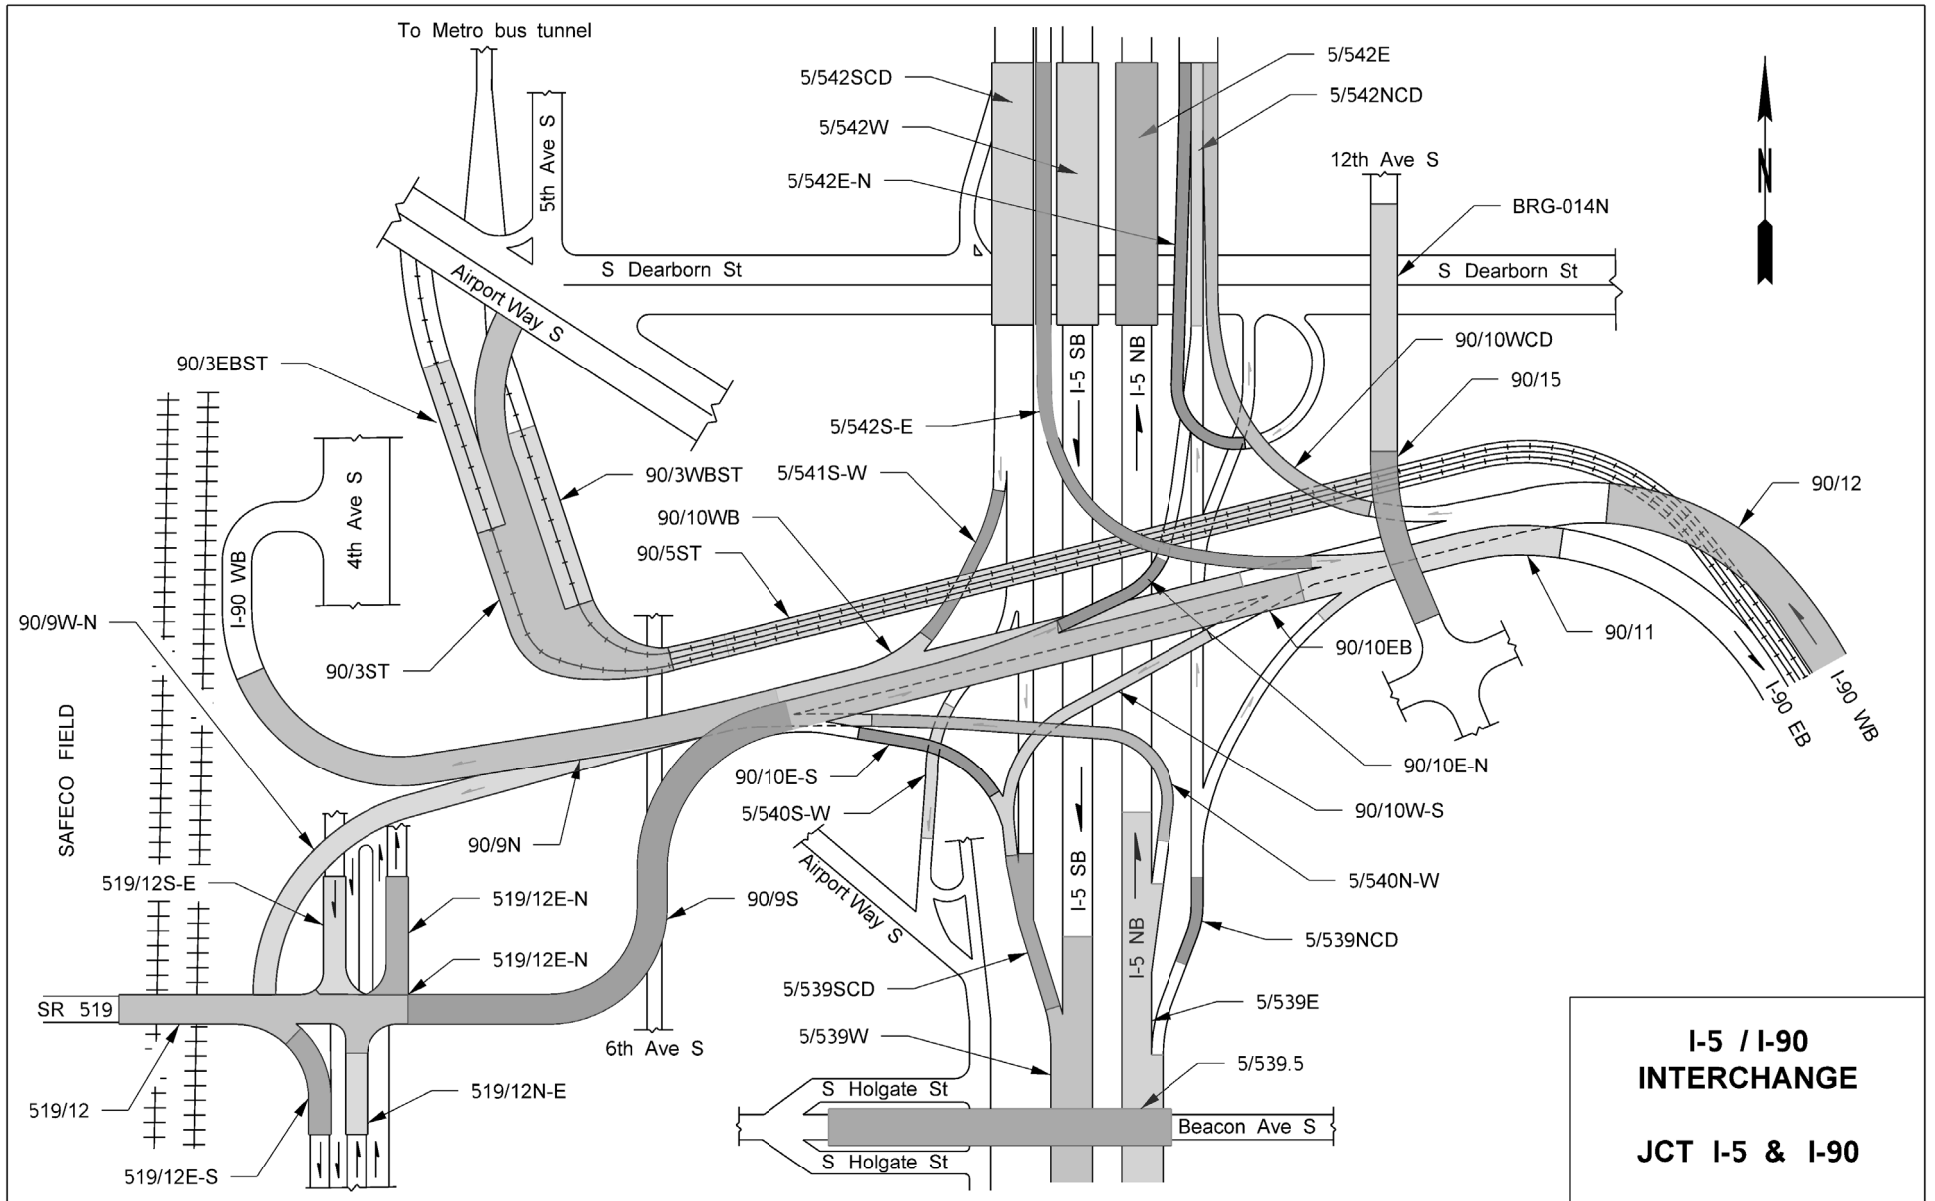 To Metro bus tunnel
5/542SCD
5/542E
5/542NCD
5/542W
5th Ave S
12th Ave S
N
5/542E-N
BRG-014N
S Dearborn St
S Dearborn St
Airport Way S
90/3EBST
I-5 SB
I-5 NB
90/10WCD
90/15
5/542S-E
90/3WBST
5/541S-W
90/12
4th Ave S
90/10WB
90/5ST
I-90 WB
90/9W-N
90/11
90/10EB
90/3ST
I-90 EB
I-90 WB
SAFECO FIELD
90/10E-S
90/10E-N
5/540S-W
90/10W-S
90/9N
Airport Way S
I-5 SB
5/540N-W
519/12S-E
519/12E-N
90/9S
I-5 NB
5/539NCD
519/12E-N
5/539SCD
5/539E
SR 519
5/539W
6th Ave S
5/539.5
I-5 / I-90
INTERCHANGE
519/12
519/12N-E
S Holgate St
Beacon Ave S
S Holgate St
JCT I-5 & I-90
519/12E-S